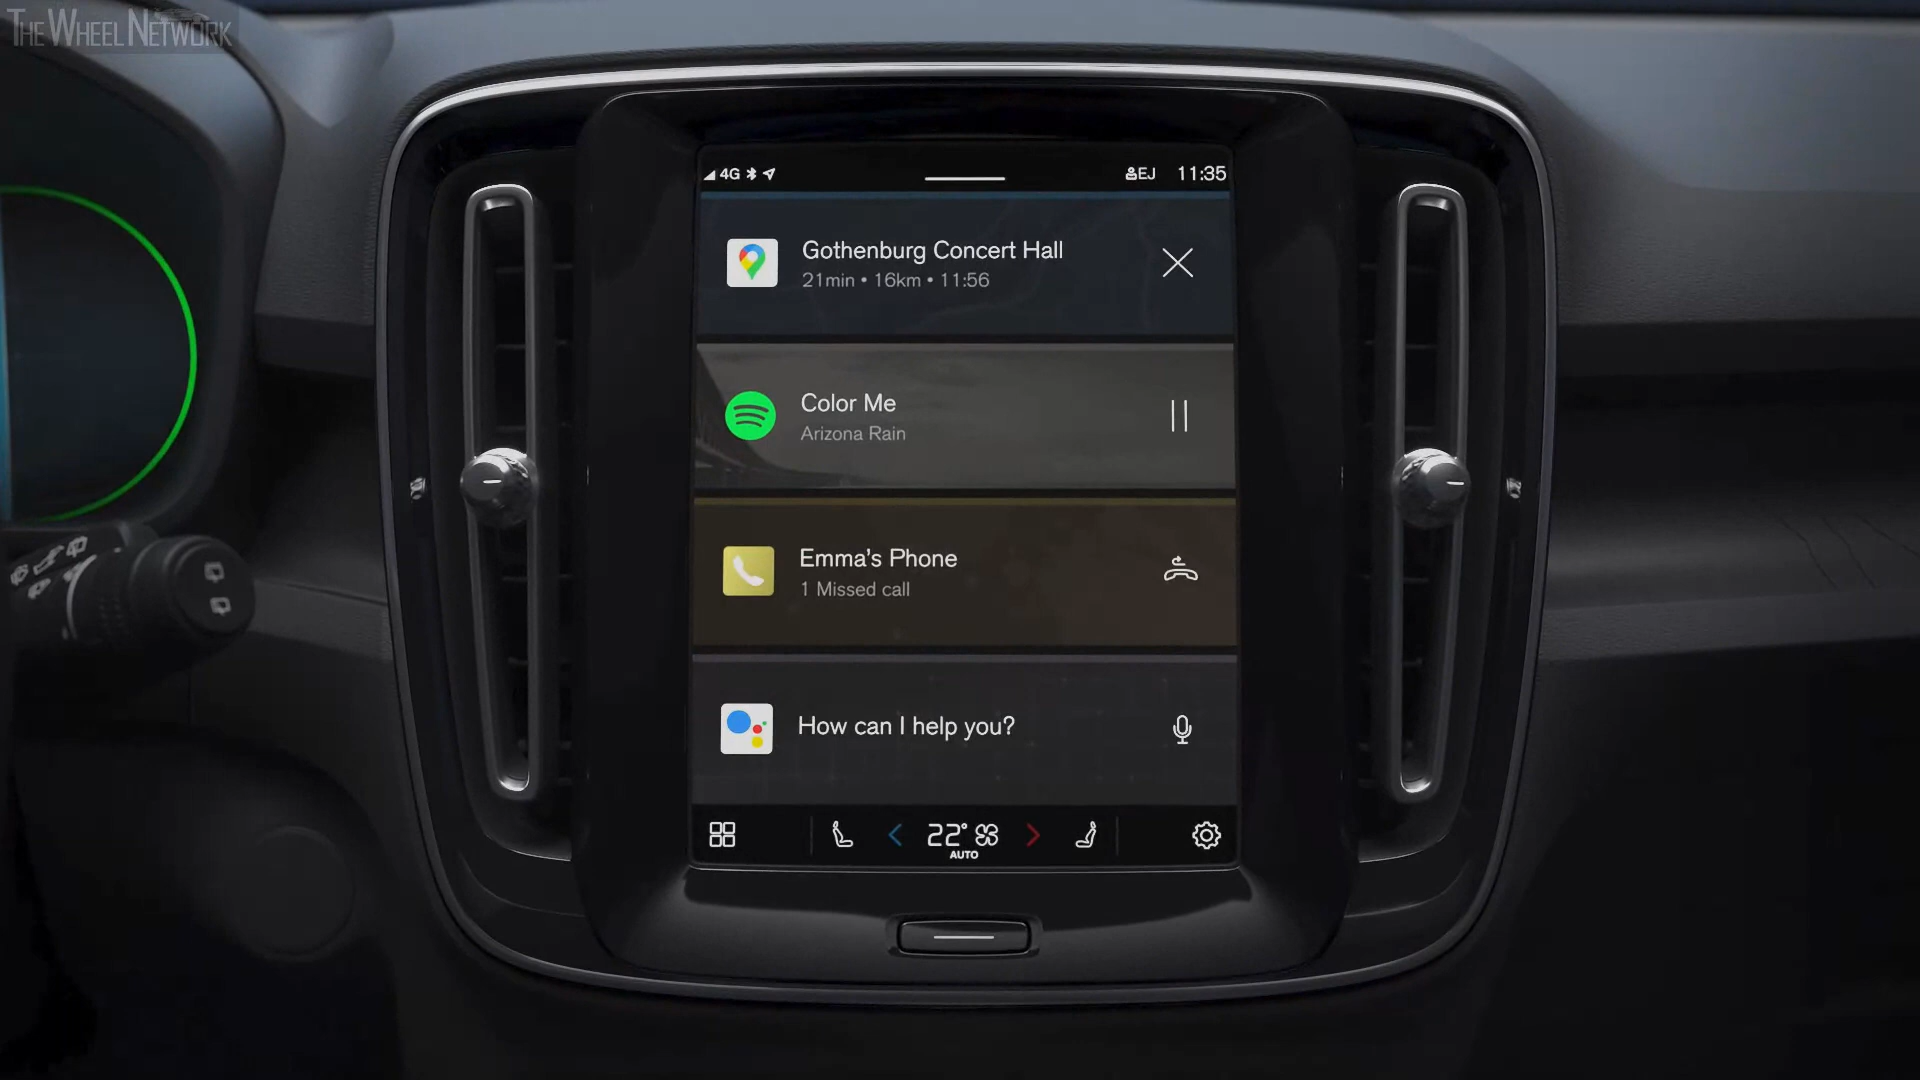 THE WHEEL NETWORK
4G
EJ 11:35
Gothenburg Concert Hall
21min • 16km • 11:56
Color Me
Arizona Rain
Emma's Phone
1 Missed call
How can I help you?
22°
AUTO